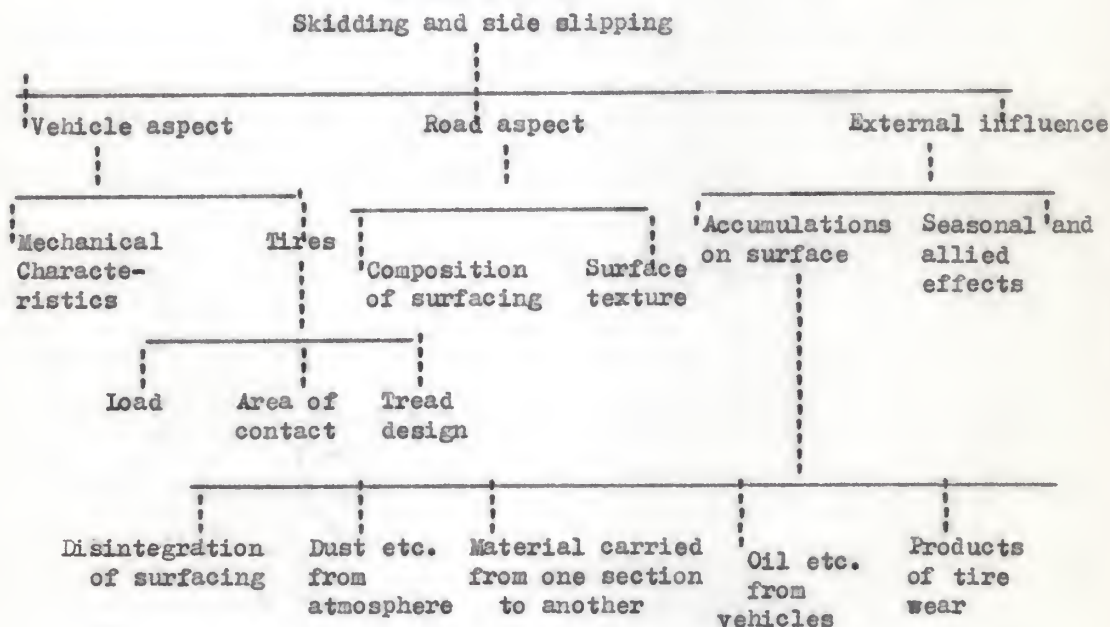 Skidding and side slipping
Vehicle aspect
Road aspect
External influence
Mechanical
Characte-
ristics
Tires
Composition
of surfacing
Surface
texture
Accumulations
on surface
Seasonal and
allied
effects
Load
Area of
contact
Tread
design
Disintegration
of surfacing
Dust etc.
from
atmosphere
Material carried
from one section
to another
Oil etc.
from
vehicles
Products
of tire
wear